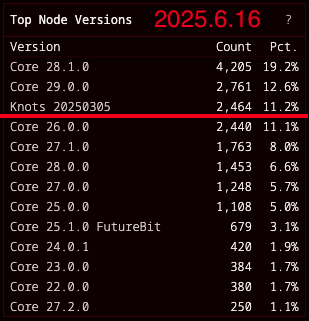 Top Node Versions 2025.6.16 ?
Version Count Pct.
Core 28.1.0 4,205 19.2%
Core 29.0.0 2,761 12.6%
Knots 20250305 2,464 11.2%
Core 26.0.0 2,440 11.1%
Core 27.1.0 1,763 8.0%
Core 28.0.0 1,453 6.6%
Core 27.0.0 1,248 5.7%
Core 25.0.0 1,108 5.0%
Core 25.1.0 FutureBit 679 3.1%
Core 24.0.1 420 1.9%
Core 23.0.0 384 1.7%
Core 22.0.0 380 1.7%
Core 27.2.0 250 1.1%